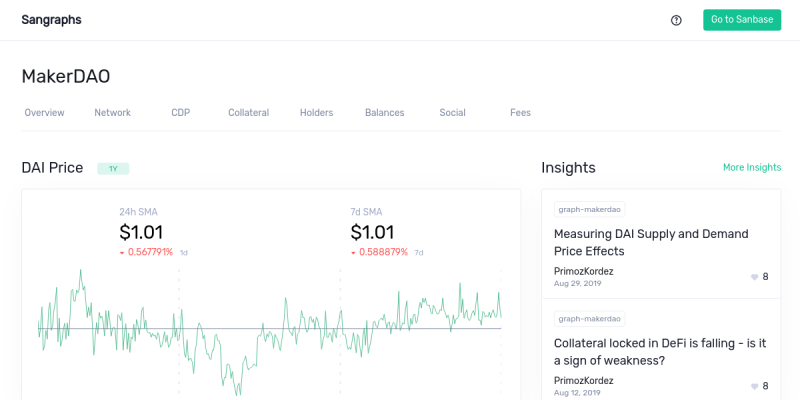 Sangraphs
Go to Sanbase
MakerDAO
Overview Network CDP Collateral Holders Balances Social Fees
DAI Price 1Y
24h SMA 7d SMA
$1.01 $1.01
0.567791% 1d 0.588879% 7d
Insights More Insights
graph-makerdao
Measuring DAI Supply and Demand
Price Effects
PrimozKordez
Aug 29, 2019
8
graph-makerdao
Collateral locked in DeFi is falling - is it
a sign of weakness?
PrimozKordez
Aug 12, 2019
8